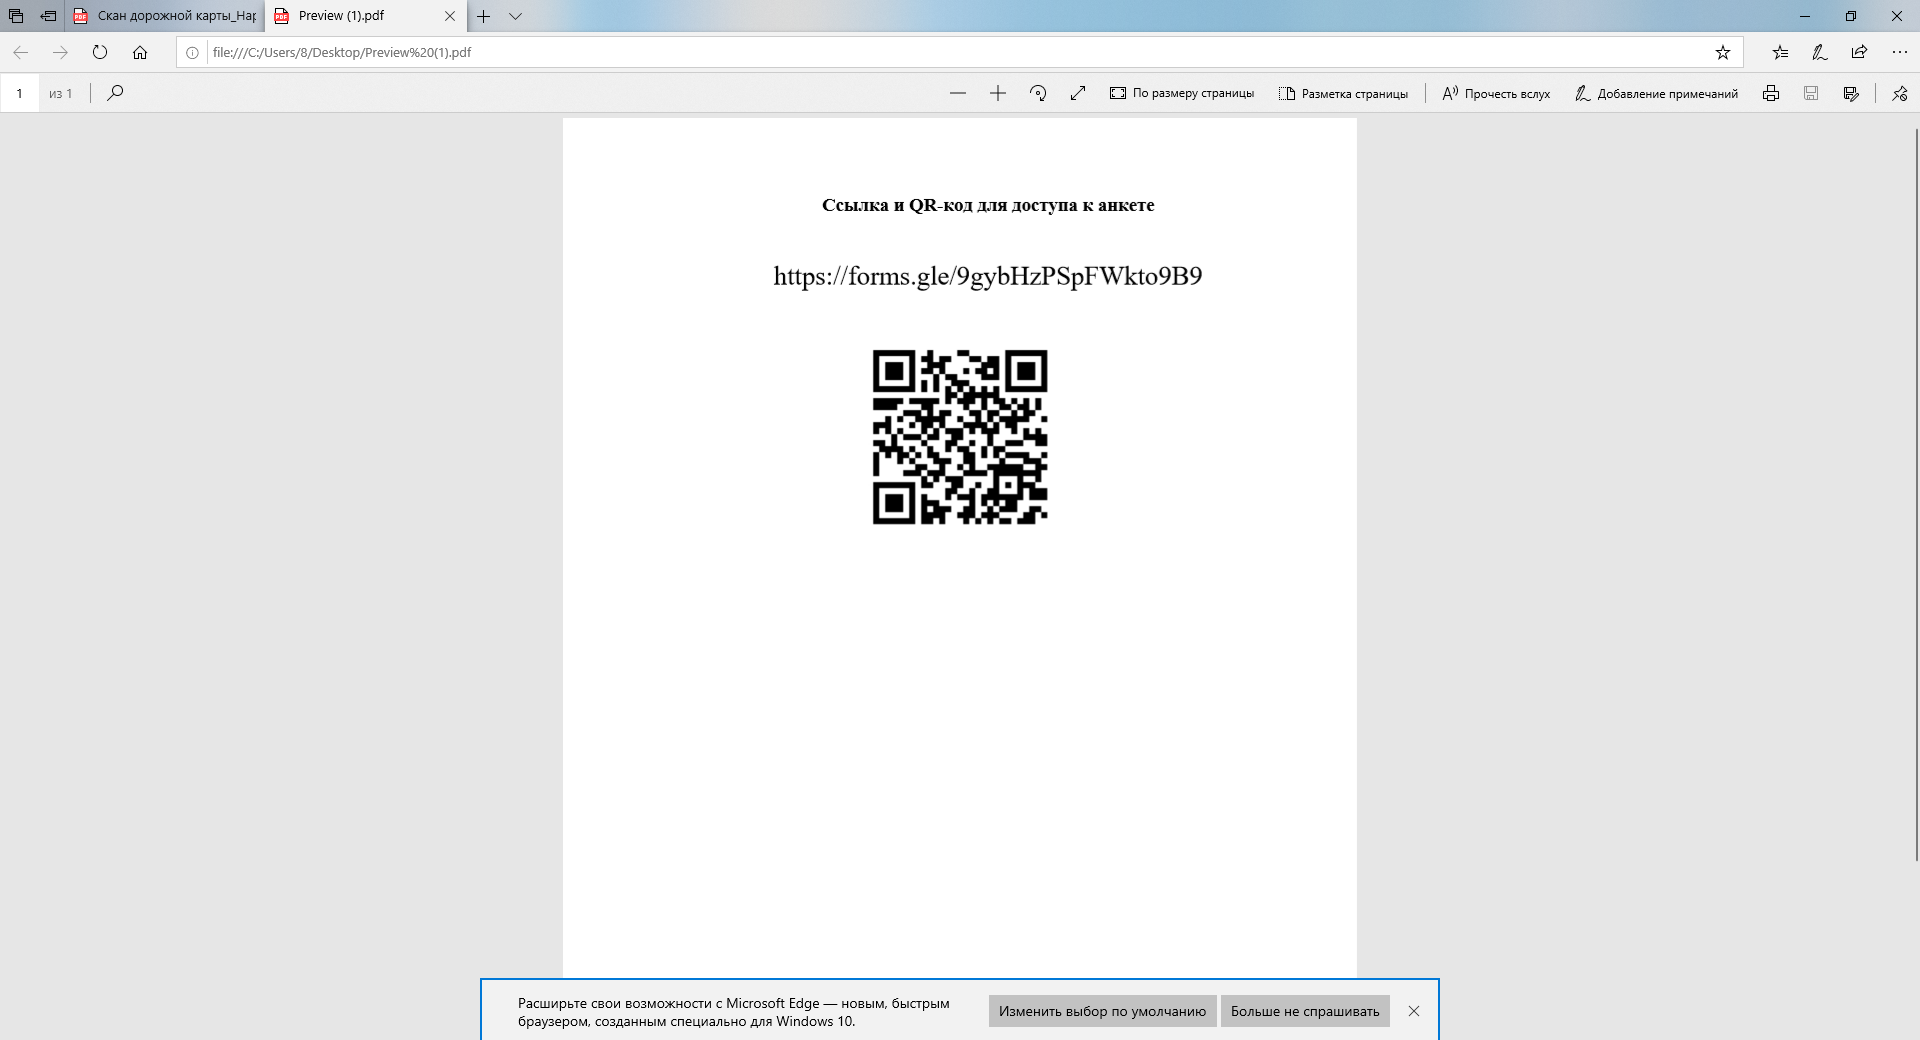 Скан дорожной карты_Нар
Preview (1).pdf
file:///C:/Users/8/Desktop/Preview%20(1).pdf
1 из 1
По размеру страницы
Разметка страницы
Прочесть вслух
Добавление примечаний
Ссылка и QR-код для доступа к анкете
https://forms.gle/9gybHzPSpFWkto9B9
Расширьте свои возможности с Microsoft Edge — новым, быстрым
браузером, созданным специально для Windows 10.
Изменить выбор по умолчанию
Больше не спрашивать